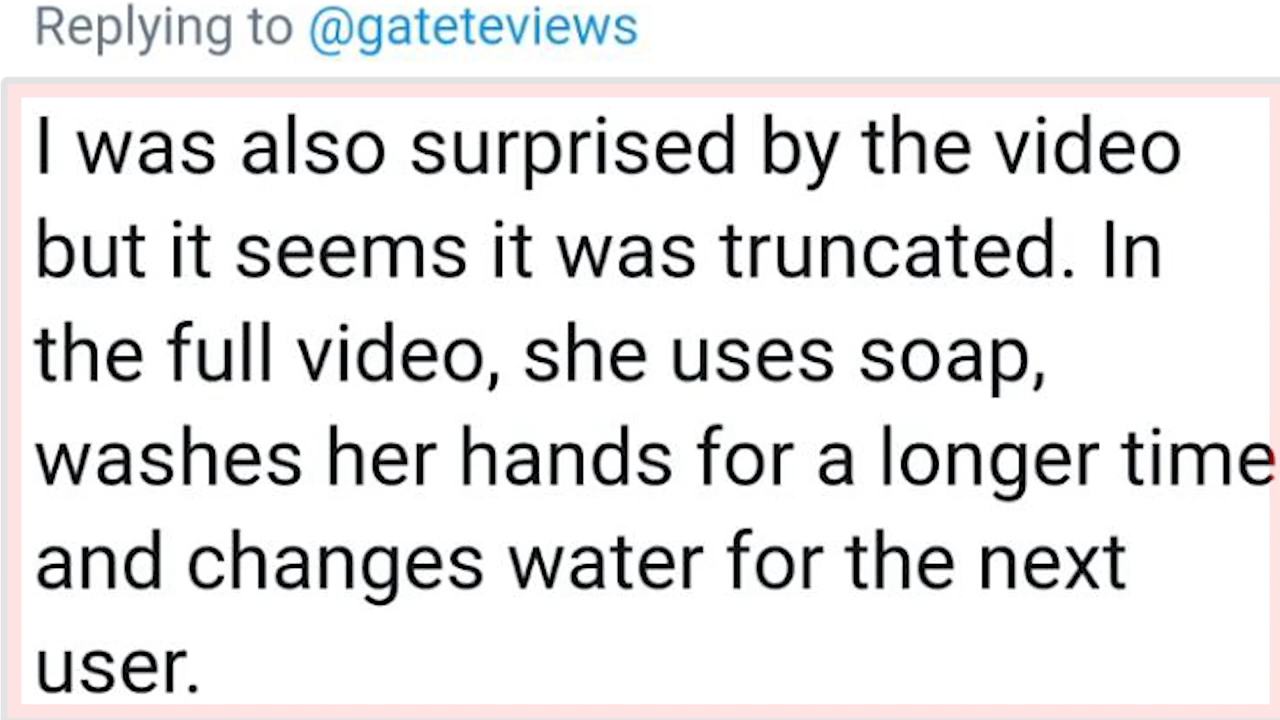 Replying to @gateteviews
I was also surprised by the video
but it seems it was truncated. In
the full video, she uses soap,
washes her hands for a longer time
and changes water for the next
user.